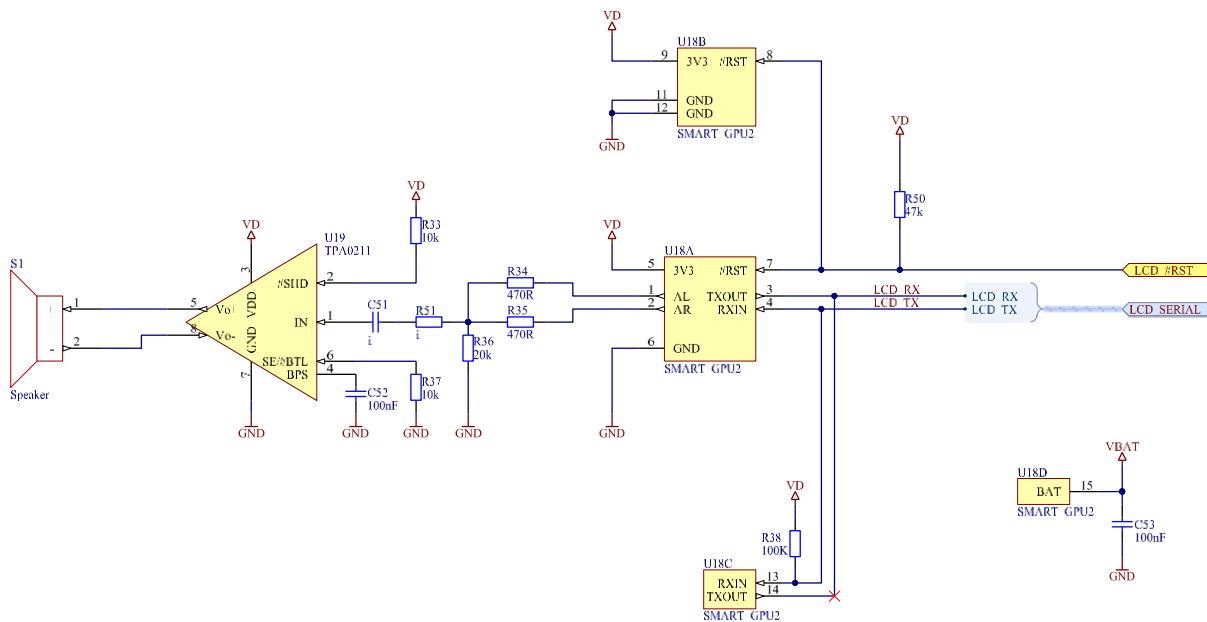 VD
U18B
9 3V3 #RST 8
11 GND
12 GND
SMART GPU2
GND
VD
R50
47k
VD
R33
10k
VD
U19
TPA0211
VD
U18A
5 3V3 #RST 7
LCD #RST
S1
3
VDD
#SHD 2
R34
470R
1 AL TXOUT 3
LCD RX
LCD RX
2 AR RXIN 4
LCD TX
LCD TX
LCD SERIAL
1
5 Vo+
IN 1
C51
i
R51
i
R35
470R
2
8 Vo-
GND
7
SE/#BTL 6
BPS 4
R36
20k
6 GND
SMART GPU2
Speaker
C52
100nF
R37
10k
GND
GND
GND
GND
GND
VBAT
U18D
BAT 15
SMART GPU2
C53
100nF
GND
VD
R38
100K
U18C
RXIN 13
TXOUT 14
SMART GPU2